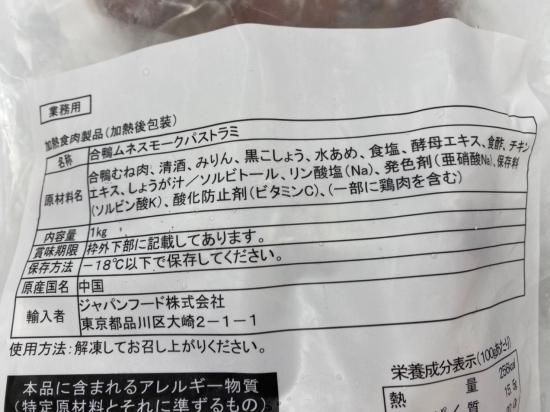 業務用
加熱食肉製品(加熱後包装)
名称 合鴨ムネスモークパストラミ
原材料名 合鴨むね肉、清酒、みりん、黒こしょう、水あめ、食塩、酵母エキス、食酢、チキン
エキス、しょうが汁/ソルビトール、リン酸塩(Na)、発色剤(亜硝酸Na)、保存料
(ソルビン酸K)、酸化防止剤(ビタミンC)、(一部に鶏肉を含む)
内容量 1kg
賞味期限 枠外下部に記載してあります。
保存方法 -18℃以下で保存してください。
原産国名 中国
輸入者 ジャパンフード株式会社
東京都品川区大崎2-1-1
使用方法:解凍してお召し上がりください。
本品に含まれるアレルギー物質
(特定原材料とそれに準ずるもの)
栄養成分表示(100gあたり)
熱量 256kcal